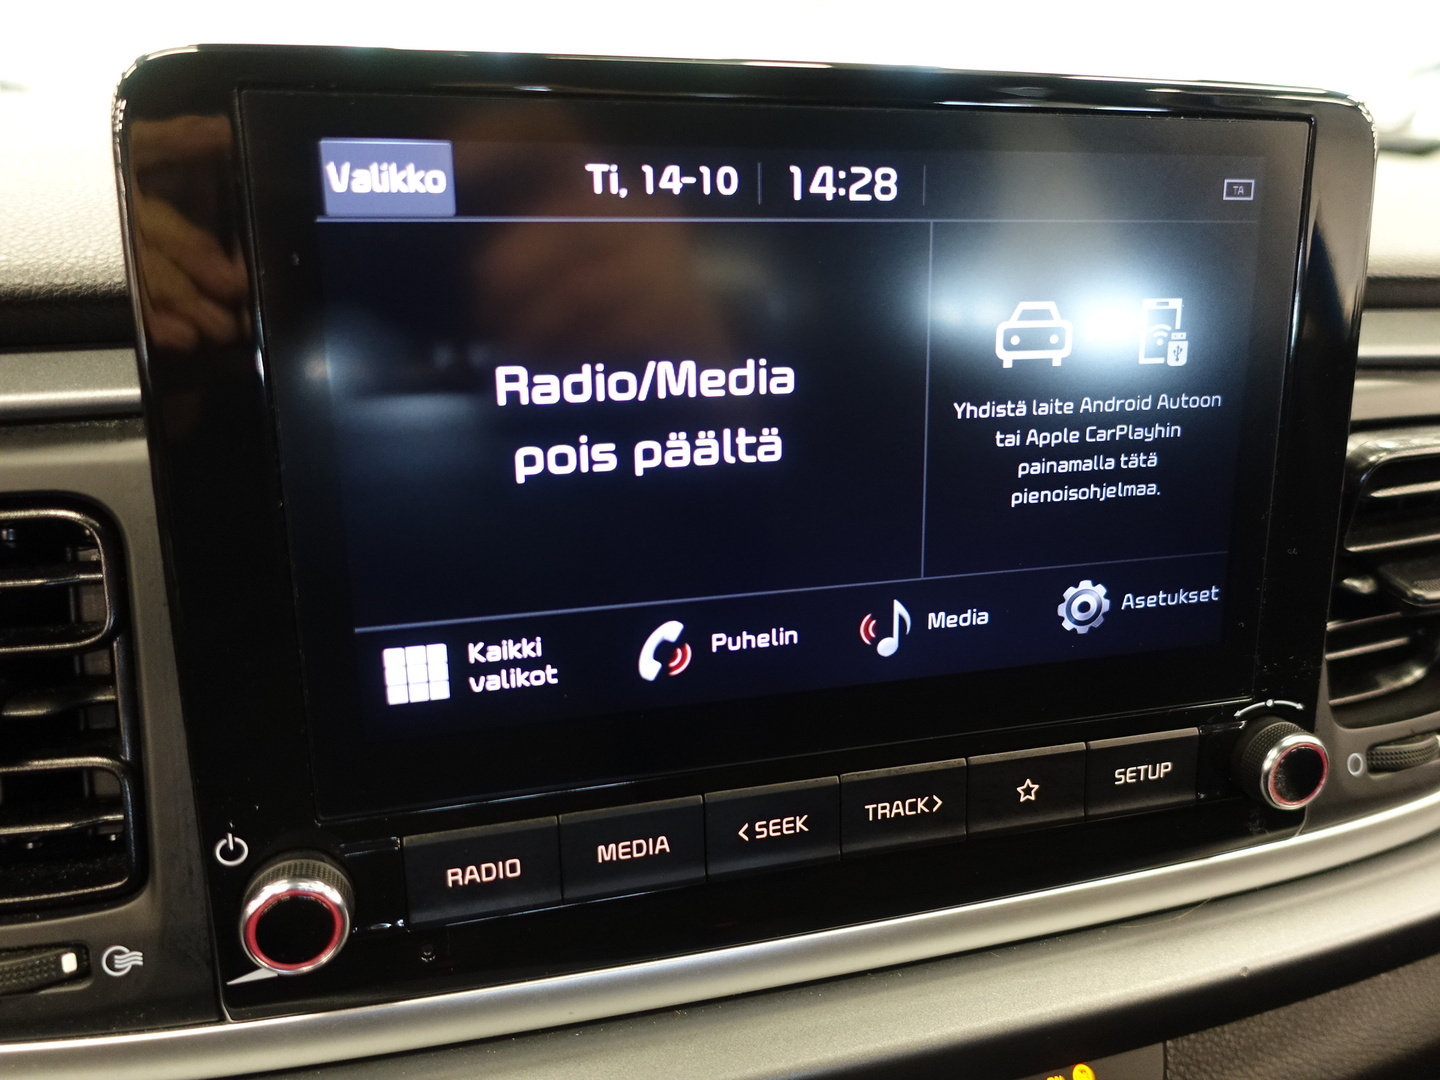 Valikko
Ti, 14-10
14:28
TA
Radio/Media
pois päältä
Yhdistä laite Android Autoon
tai Apple CarPlayhin
painamalla tätä
pienoisohjelmaa.
Kaikki
valikot
Puhelin
Media
Asetukset
RADIO
MEDIA
< SEEK
TRACK >
SETUP